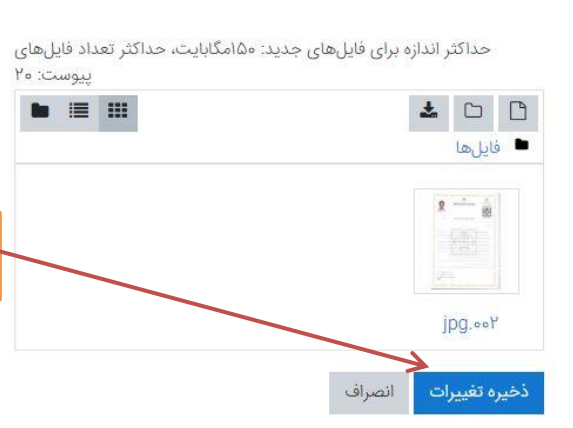 حداکثر اندازه برای فایل‌های جدید: ۱۵۰مگابایت، حداکثر تعداد فایل‌های
پیوست: ۲۰
فایل‌ها
jpg.۰۰۲
ذخیره تغییرات انصراف